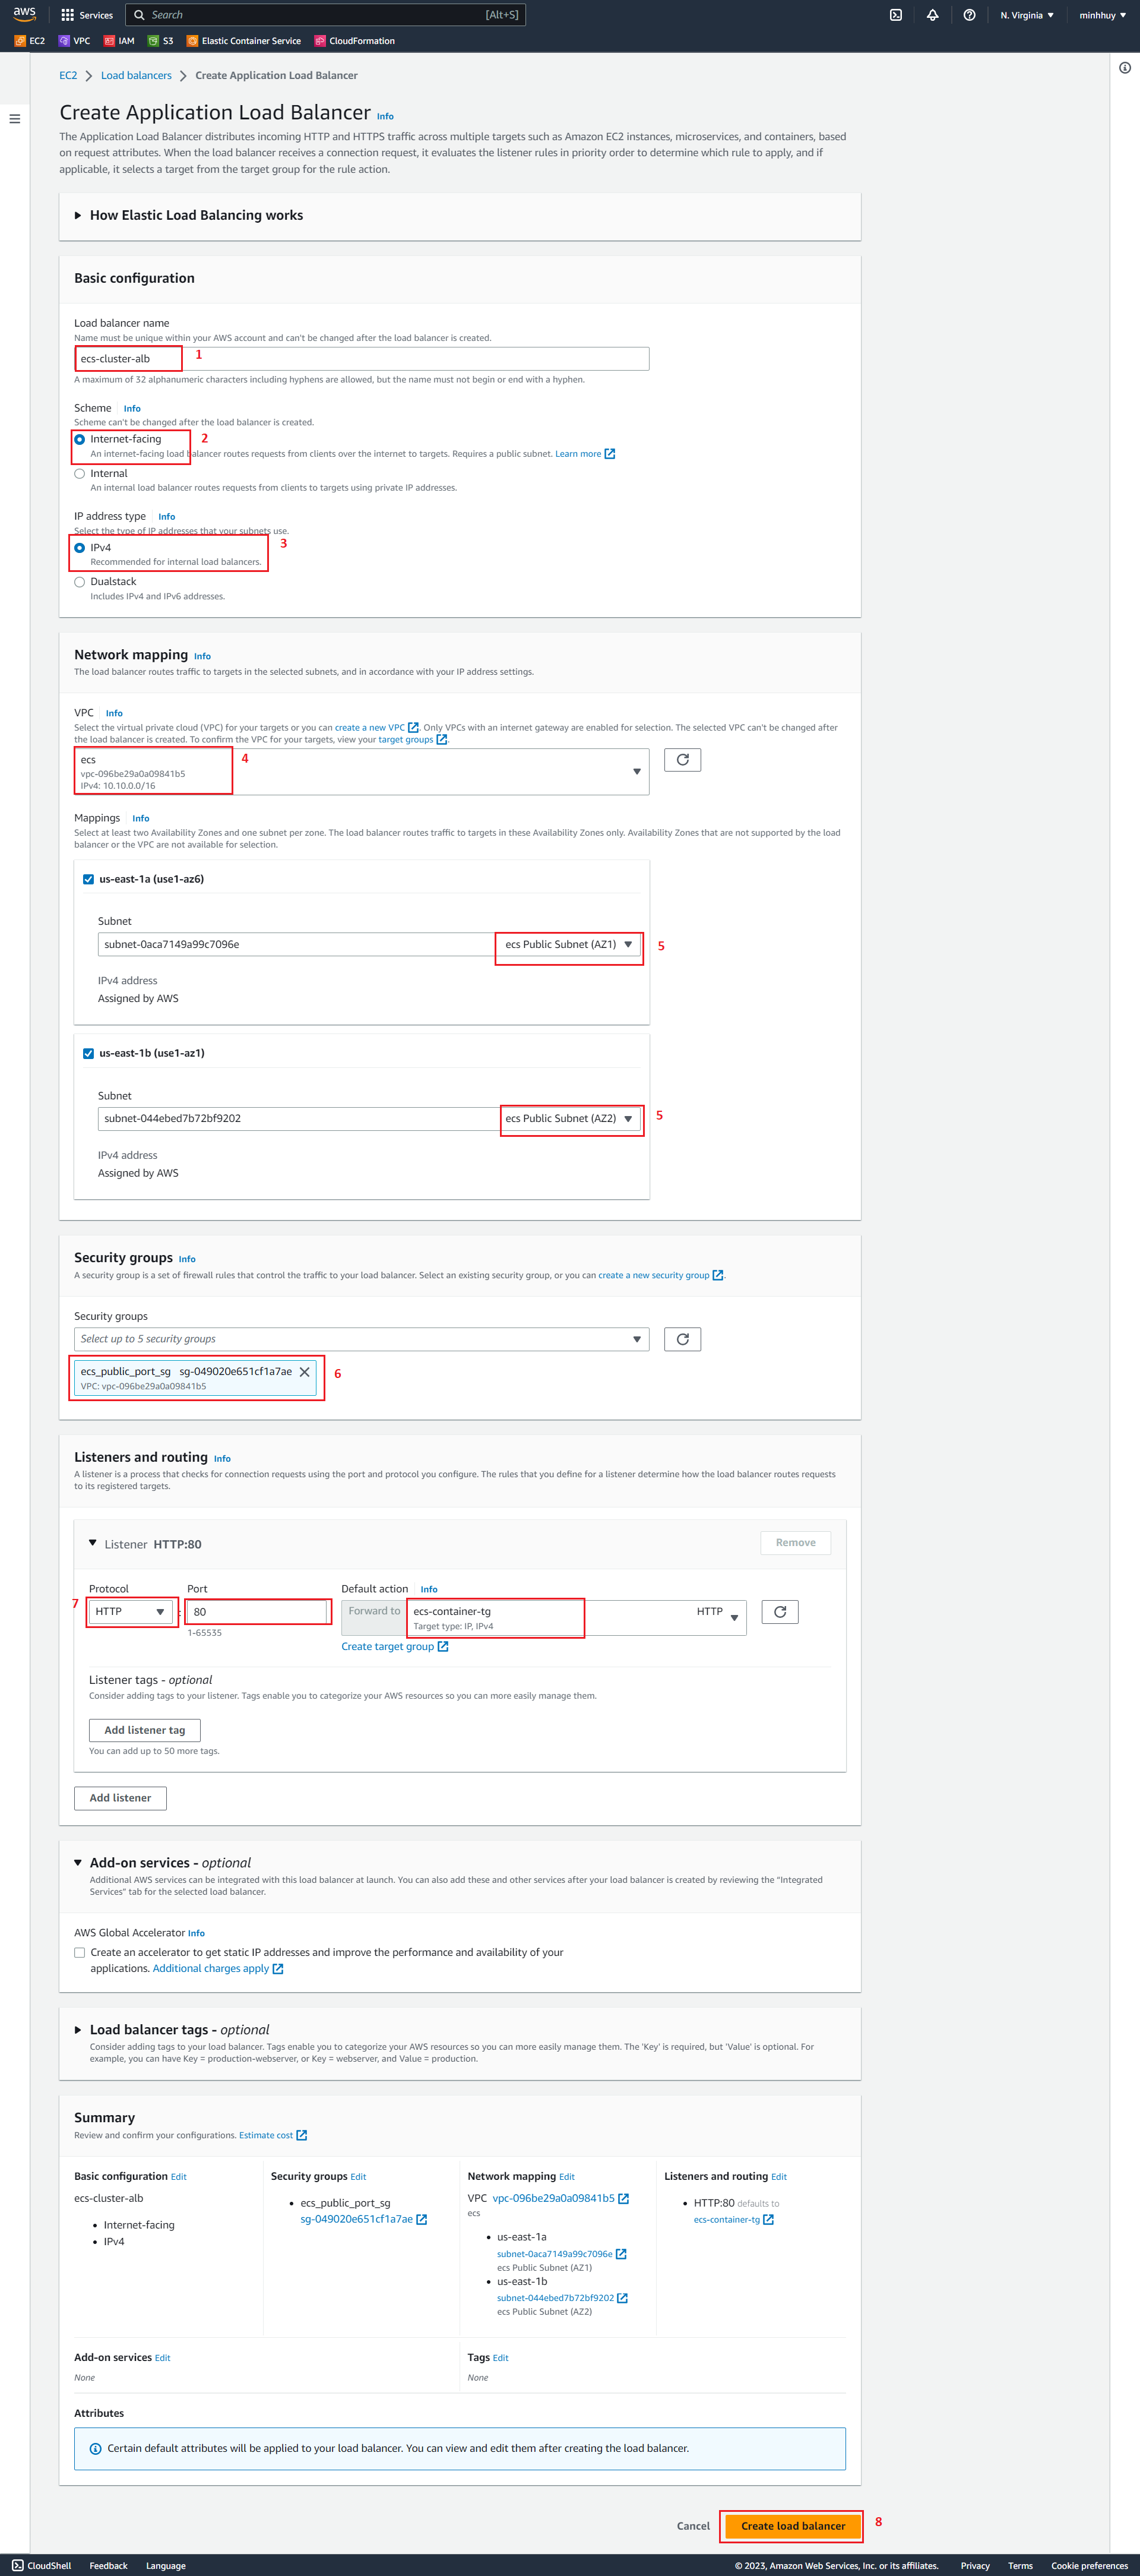 aws
Services
Search
[Alt+S]
N. Virginia
minhhuy
EC2
VPC
IAM
S3
Elastic Container Service
CloudFormation
EC2
Load balancers
Create Application Load Balancer
Create Application Load Balancer Info
The Application Load Balancer distributes incoming HTTP and HTTPS traffic across multiple targets such as Amazon EC2 instances, microservices, and containers, based
on request attributes. When the load balancer receives a connection request, it evaluates the listener rules in priority order to determine which rule to apply, and if
applicable, it selects a target from the target group for the rule action.
How Elastic Load Balancing works
Basic configuration
Load balancer name
Name must be unique within your AWS account and can't be changed after the load balancer is created.
ecs-cluster-alb
1
A maximum of 32 alphanumeric characters including hyphens are allowed, but the name must not begin or end with a hyphen.
Scheme Info
Scheme can't be changed after the load balancer is created.
Internet-facing
2
An internet-facing load balancer routes requests from clients over the internet to targets. Requires a public subnet. Learn more
Internal
An internal load balancer routes requests from clients to targets using private IP addresses.
IP address type Info
Select the type of IP addresses that your subnets use.
IPv4
3
Recommended for internal load balancers.
Dualstack
Includes IPv4 and IPv6 addresses.
Network mapping Info
The load balancer routes traffic to targets in the selected subnets, and in accordance with your IP address settings.
VPC Info
Select the virtual private cloud (VPC) for your targets or you can create a new VPC. Only VPCs with an internet gateway are enabled for selection. The selected VPC can't be changed after
the load balancer is created. To confirm the VPC for your targets, view your target groups.
ecs
4
vpc-096be29a0a09841b5
IPv4: 10.10.0.0/16
Mappings Info
Select at least two Availability Zones and one subnet per zone. The load balancer routes traffic to targets in these Availability Zones only. Availability Zones that are not supported by the load
balancer or the VPC are not available for selection.
us-east-1a (use1-az6)
Subnet
subnet-0aca7149a99c7096e
ecs Public Subnet (AZ1)
5
IPv4 address
Assigned by AWS
us-east-1b (use1-az1)
Subnet
subnet-044ebed7b72bf9202
ecs Public Subnet (AZ2)
5
IPv4 address
Assigned by AWS
Security groups Info
A security group is a set of firewall rules that control the traffic to your load balancer. Select an existing security group, or you can create a new security group.
Security groups
Select up to 5 security groups
ecs_public_port_sg sg-049020e651cf1a7ae
6
VPC: vpc-096be29a0a09841b5
Listeners and routing Info
A listener is a process that checks for connection requests using the port and protocol you configure. The rules that you define for a listener determine how the load balancer routes requests
to its registered targets.
Listener HTTP:80
Remove
Protocol
Port
Default action Info
7
HTTP
:
80
Forward to
ecs-container-tg
Target type: IP, IPv4
HTTP
1-65535
Create target group
Listener tags - optional
Consider adding tags to your listener. Tags enable you to categorize your AWS resources so you can more easily manage them.
Add listener tag
You can add up to 50 more tags.
Add listener
Add-on services - optional
Additional AWS services can be integrated with this load balancer at launch. You can also add these and other services after your load balancer is created by reviewing the "Integrated
Services" tab for the selected load balancer.
AWS Global Accelerator Info
Create an accelerator to get static IP addresses and improve the performance and availability of your
applications. Additional charges apply
Load balancer tags - optional
Consider adding tags to your load balancer. Tags enable you to categorize your AWS resources so you can more easily manage them. The 'Key' is required, but 'Value' is optional. For
example, you can have Key = production-webserver, or Key = webserver, and Value = production.
Summary
Review and confirm your configurations. Estimate cost
Basic configuration Edit
ecs-cluster-alb
Internet-facing
IPv4
Security groups Edit
ecs_public_port_sg
sg-049020e651cf1a7ae
Network mapping Edit
VPC vpc-096be29a0a09841b5
ecs
us-east-1a
subnet-0aca7149a99c7096e
ecs Public Subnet (AZ1)
us-east-1b
subnet-044ebed7b72bf9202
ecs Public Subnet (AZ2)
Listeners and routing Edit
HTTP:80 defaults to
ecs-container-tg
Add-on services Edit
None
Tags Edit
None
Attributes
Certain default attributes will be applied to your load balancer. You can view and edit them after creating the load balancer.
Cancel
Create load balancer
8
CloudShell
Feedback
Language
© 2023, Amazon Web Services, Inc. or its affiliates.
Privacy
Terms
Cookie preferences